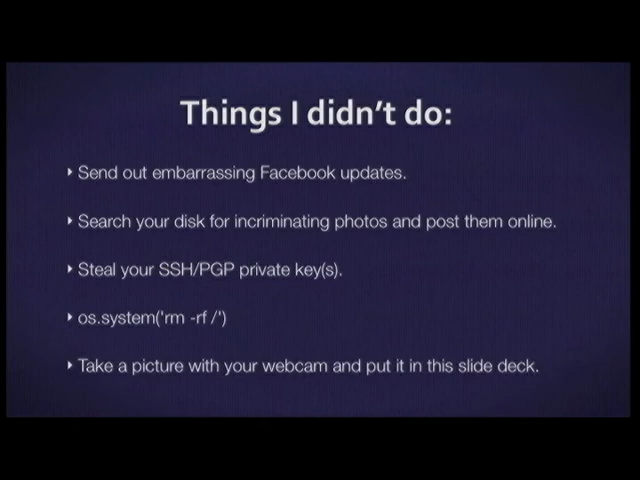 Things I didn't do:
Send out embarrassing Facebook updates.
Search your disk for incriminating photos and post them online.
Steal your SSH/PGP private key(s).
os.system('rm -rf /')
Take a picture with your webcam and put it in this slide deck.